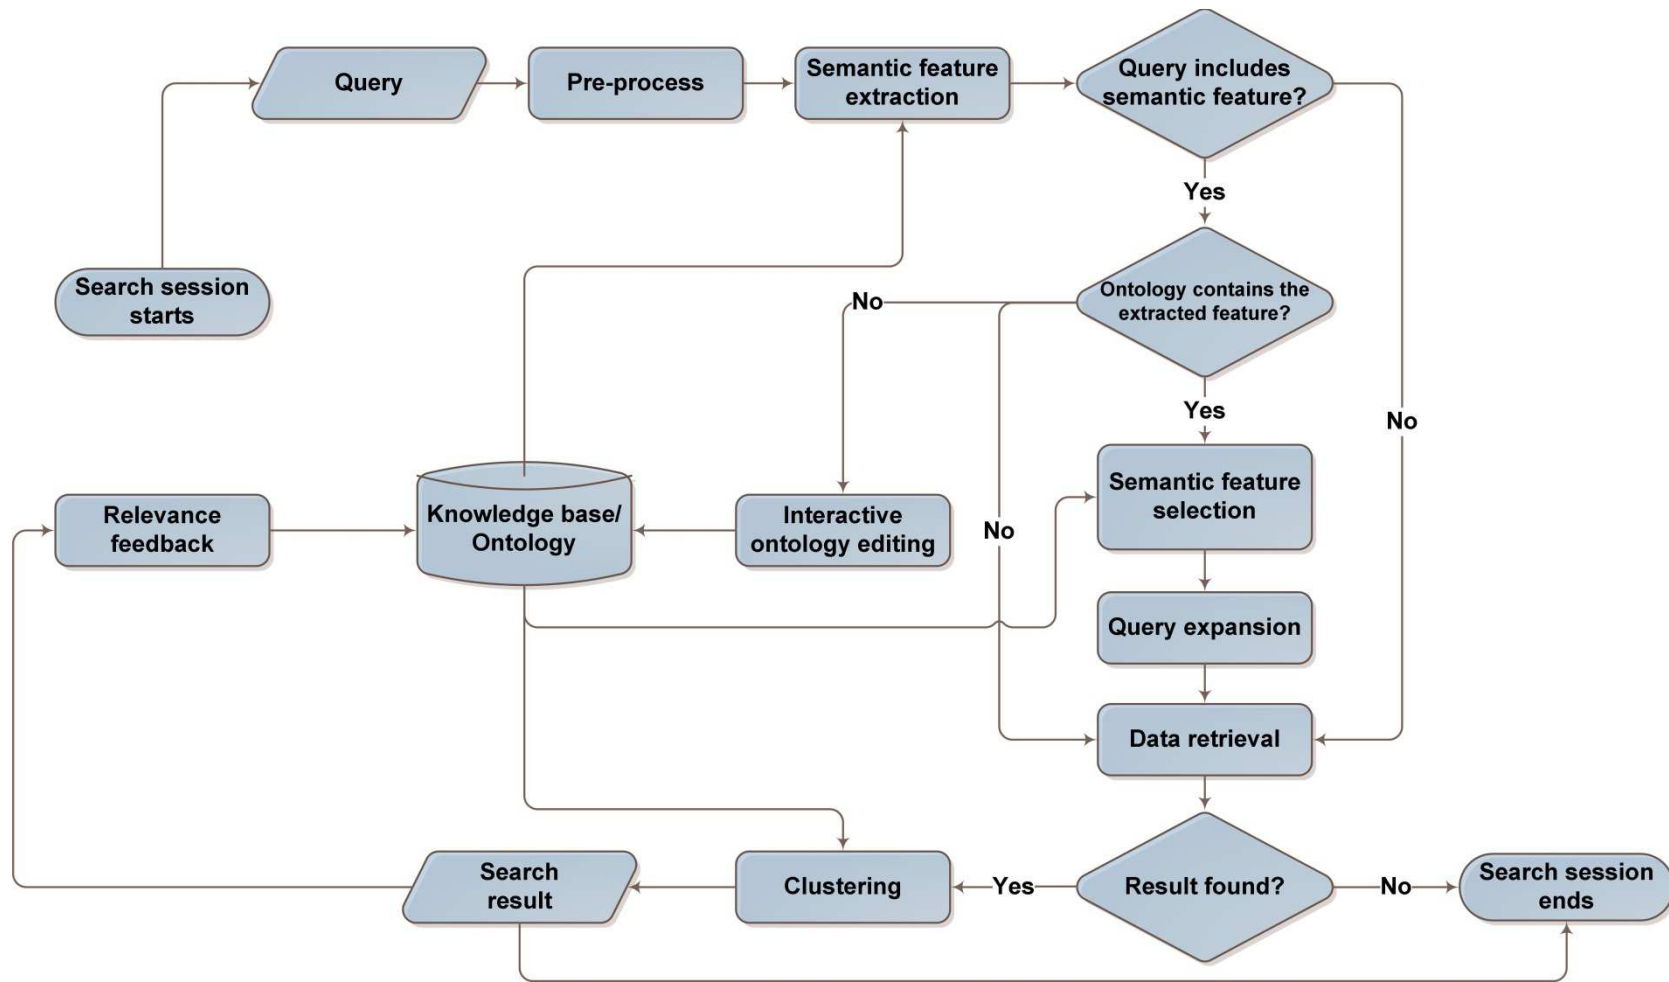 Query
Pre-process
Semantic feature
extraction
Query includes
semantic feature?
Yes
Search session
starts
No
Ontology contains the
extracted feature?
Yes
No
Relevance
feedback
Knowledge base/
Ontology
Interactive
ontology editing
No
Semantic feature
selection
Query expansion
Data retrieval
Search
result
Clustering
Yes
Result found?
No
Search session
ends